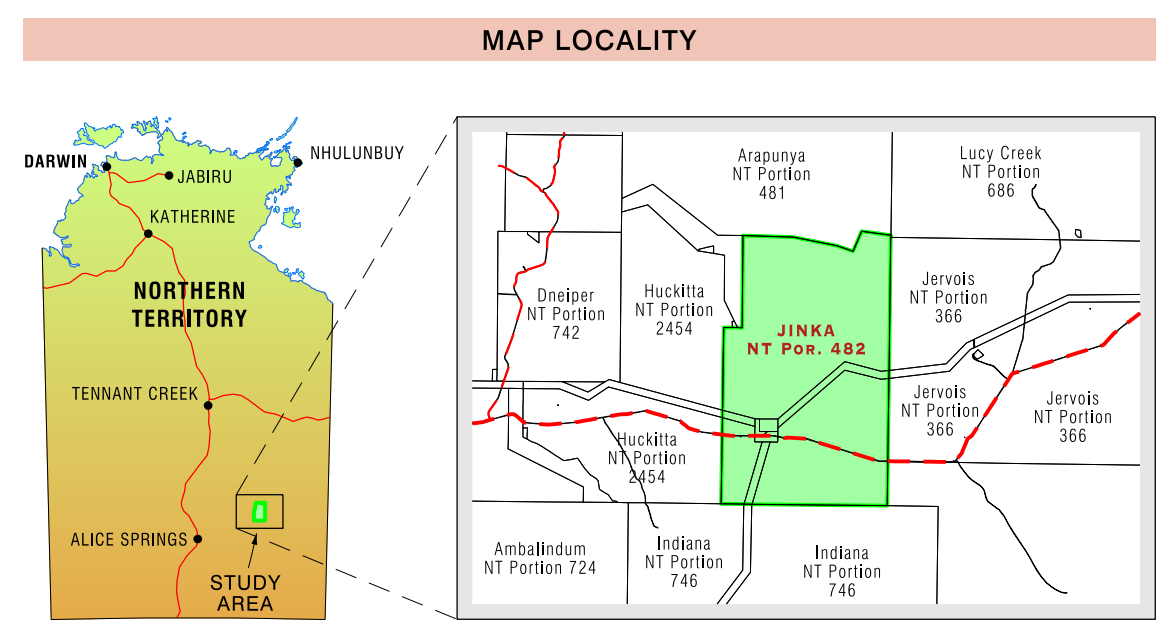 MAP LOCALITY
DARWIN
NHULUNBUY
JABIRU
KATHERINE
NORTHERN
TERRITORY
TENNANT CREEK
ALICE SPRINGS
STUDY
AREA
Arapunya
NT Portion
481
Lucy Creek
NT Portion
686
Dneiper
NT Portion
742
Huckitta
NT Portion
2454
Jervois
NT Portion
366
JINKA
NT POR. 482
Jervois
NT Portion
366
Jervois
NT Portion
366
Huckitta
NT Portion
2454
Ambalindum
NT Portion 724
Indiana
NT Portion
746
Indiana
NT Portion
746